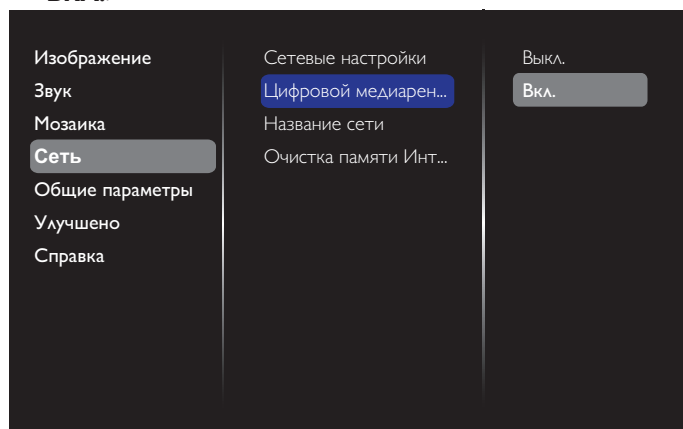 Изображение
Звук
Мозаика
Сеть
Общие параметры
Улучшено
Справка
Сетевые настройки
Цифровой медиарен...
Название сети
Очистка памяти Инт...
Выкл.
Вкл.